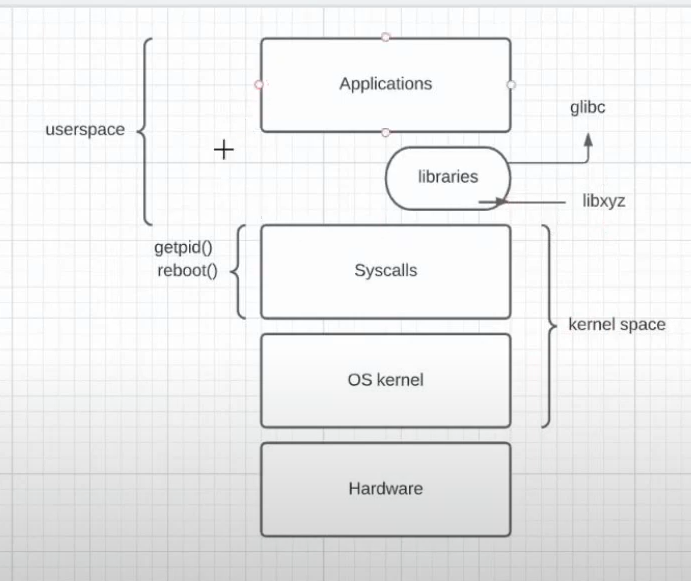 Applications
glibc
userspace
libraries
libxyz
getpid()
reboot()
Syscalls
kernel space
OS kernel
Hardware